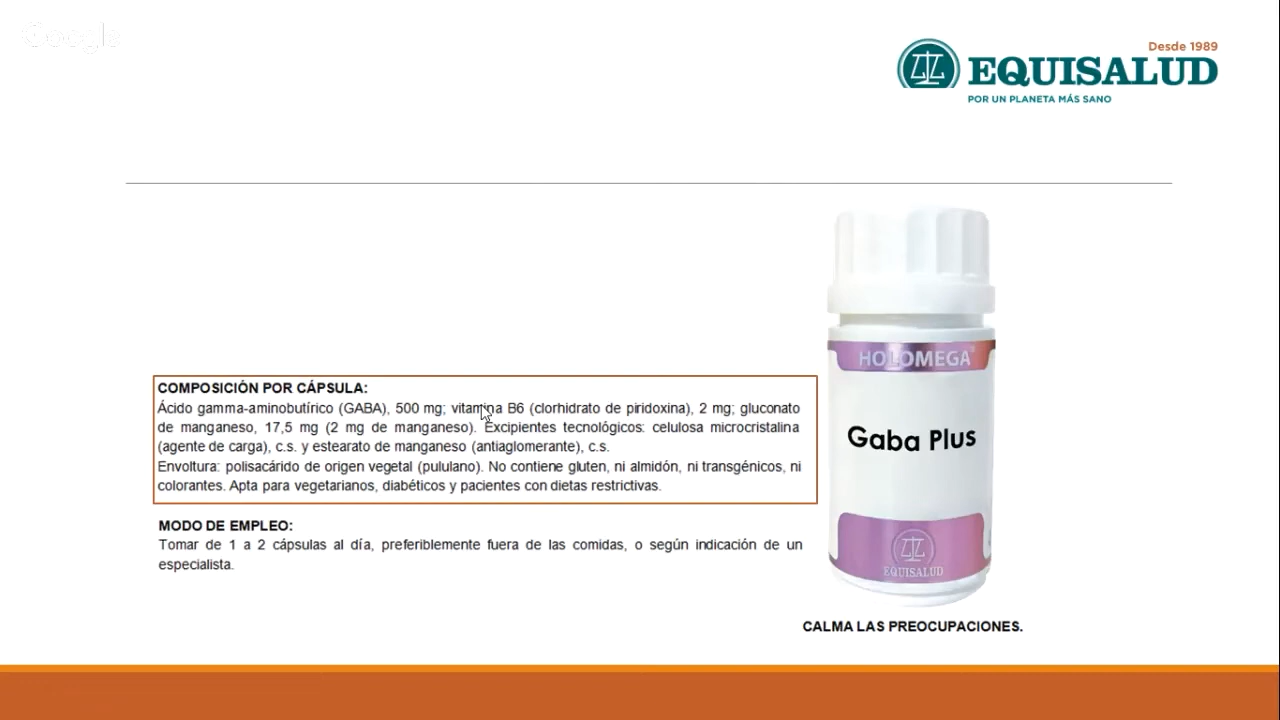 Google
Desde 1989
EQUISALUD
POR UN PLANETA MÁS SANO
COMPOSICIÓN POR CÁPSULA:
Ácido gamma-aminobutírico (GABA), 500 mg; vitamina B6 (clorhidrato de piridoxina), 2 mg; gluconato
de manganeso, 17,5 mg (2 mg de manganeso). Excipientes tecnológicos: celulosa microcristalina
(agente de carga), c.s. y estearato de manganeso (antiaglomerante), c.s.
Envoltura: polisacárido de origen vegetal (pululano). No contiene gluten, ni almidón, ni transgénicos, ni
colorantes. Apta para vegetarianos, diabéticos y pacientes con dietas restrictivas.
MODO DE EMPLEO:
Tomar de 1 a 2 cápsulas al día, preferiblemente fuera de las comidas, o según indicación de un
especialista.
HOLOMEGA®
Gaba Plus
EQUISALUD
CALMA LAS PREOCUPACIONES.